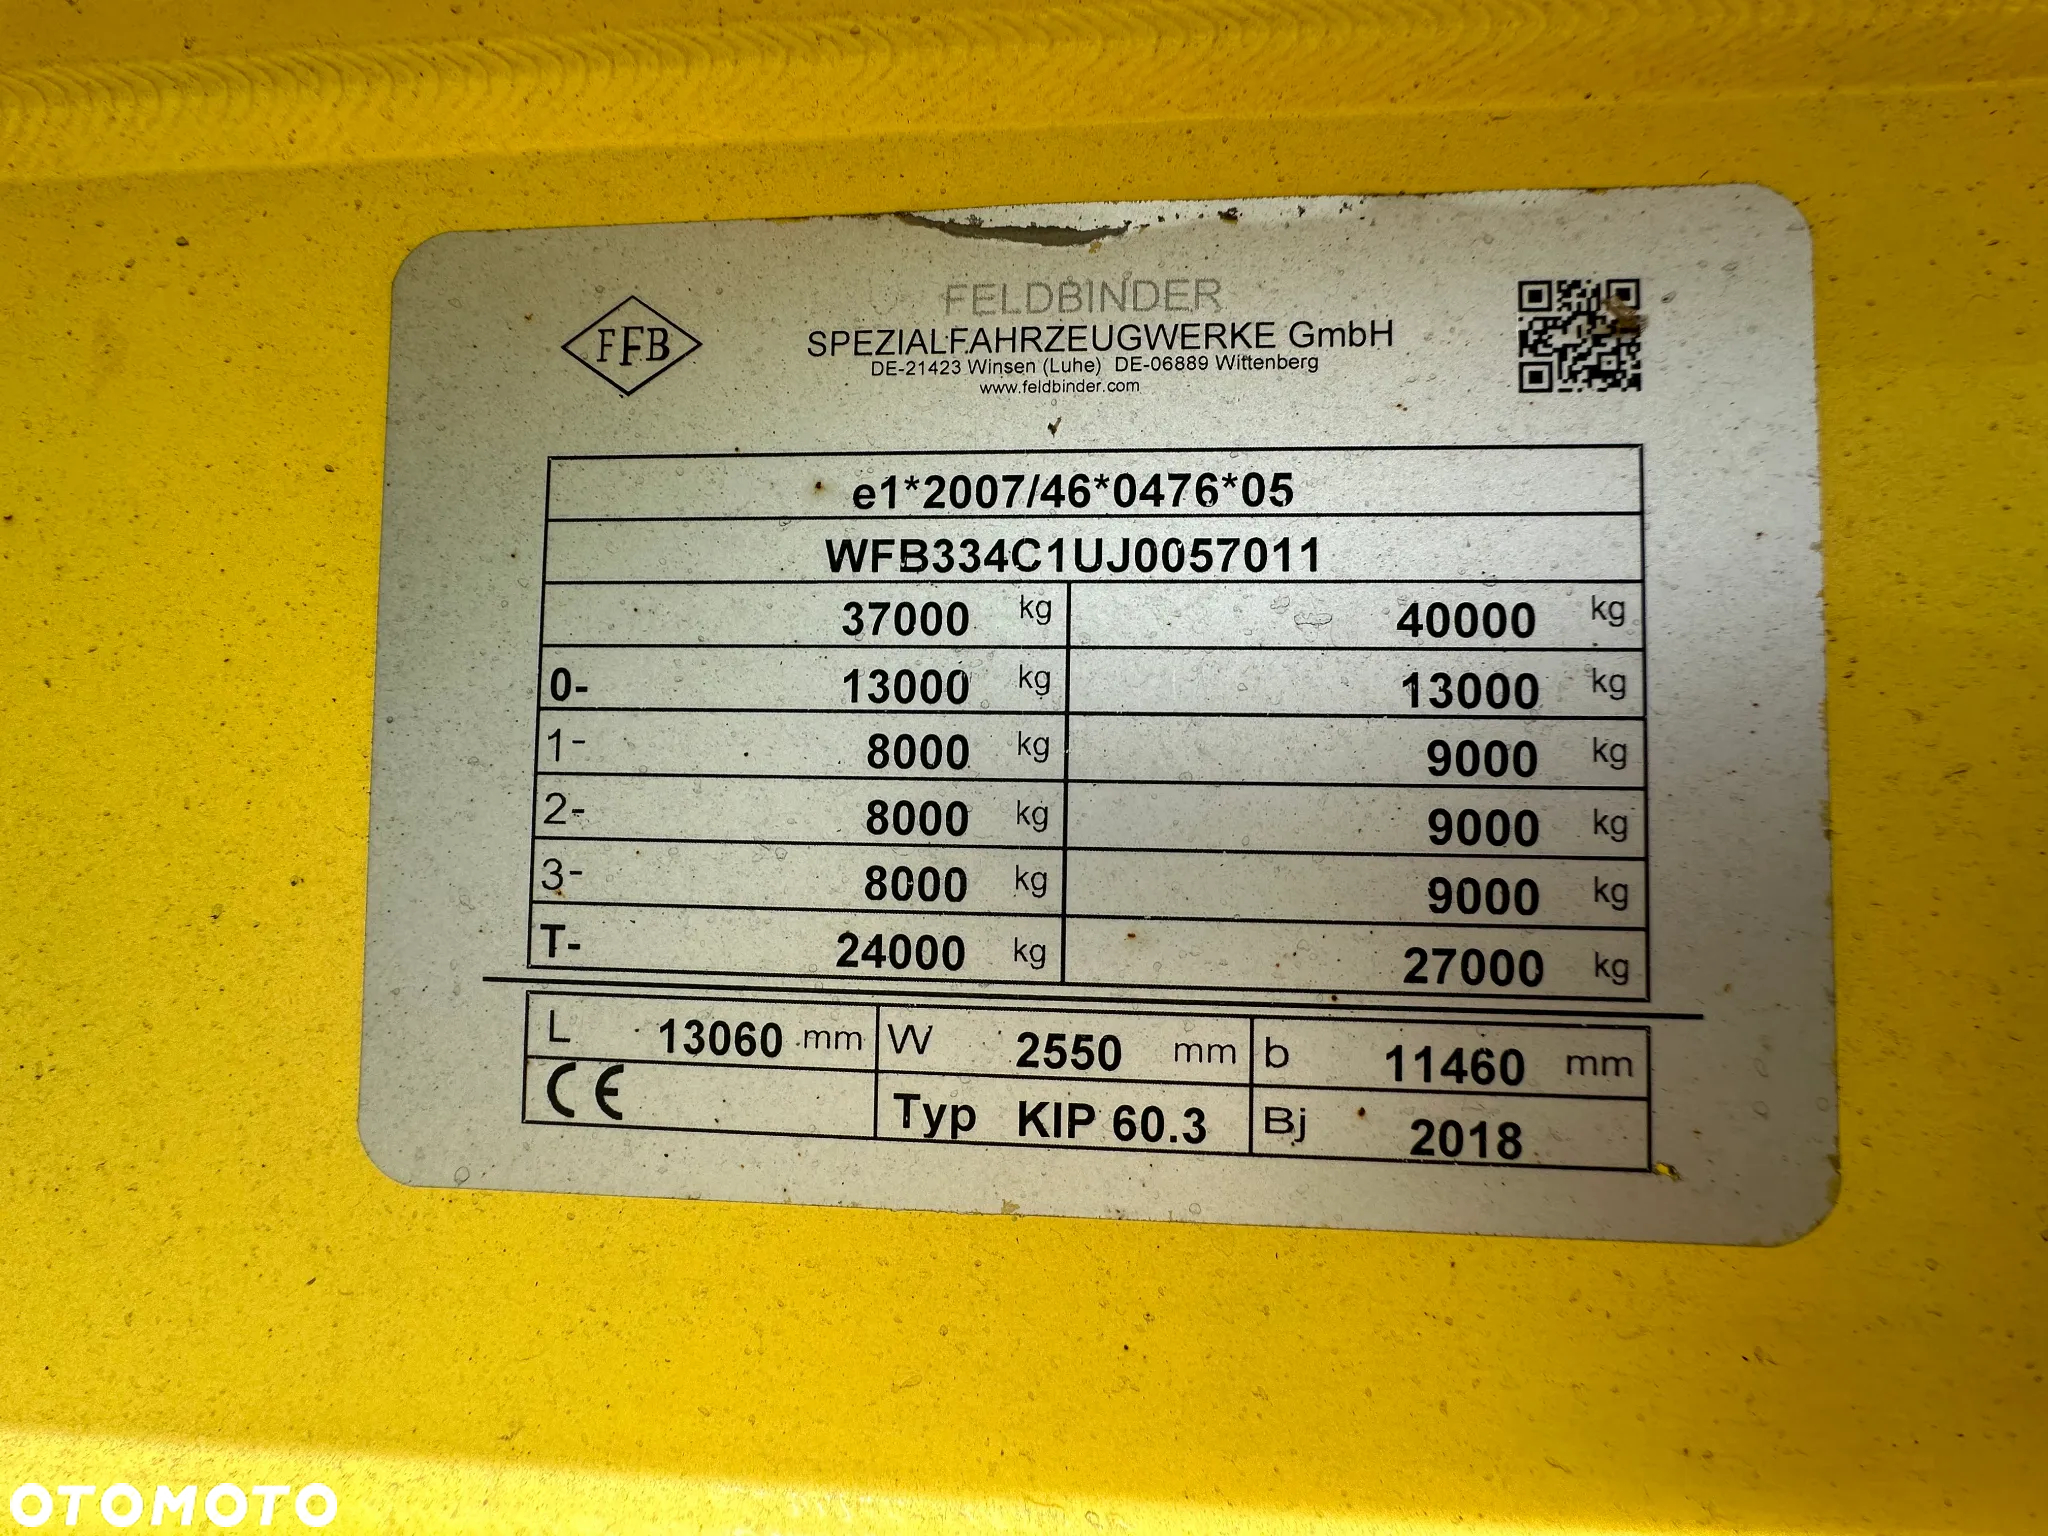 FFB
FELDBINDER
SPEZIALFAHRZEUGWERKE GmbH
DE-21423 Winsen (Luhe) DE-06889 Wittenberg
www.feldbinder.com
e1*2007/46*0476*05
WFB334C1UJ0057011
37000 kg 40000 kg
0- 13000 kg 13000 kg
1- 8000 kg 9000 kg
2- 8000 kg 9000 kg
3- 8000 kg 9000 kg
T- 24000 kg 27000 kg
L 13060 mm W 2550 mm b 11460 mm
CE Typ KIP 60.3 Bj 2018
OTOMOTO